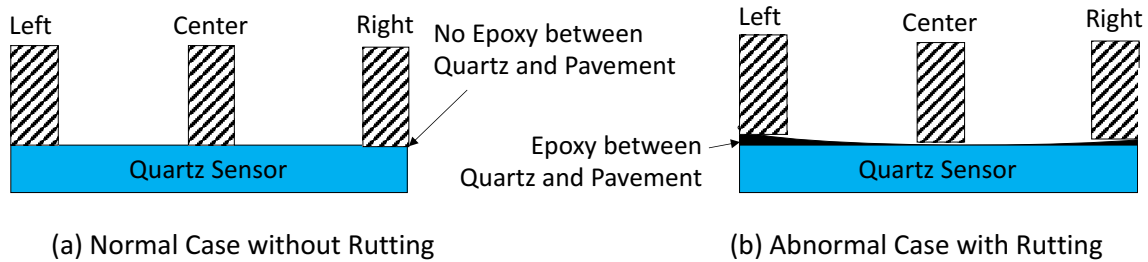 Left
Center
Right
No Epoxy between
Quartz and Pavement
Quartz Sensor
(a) Normal Case without Rutting
Left
Center
Right
Epoxy between
Quartz and Pavement
Quartz Sensor
(b) Abnormal Case with Rutting